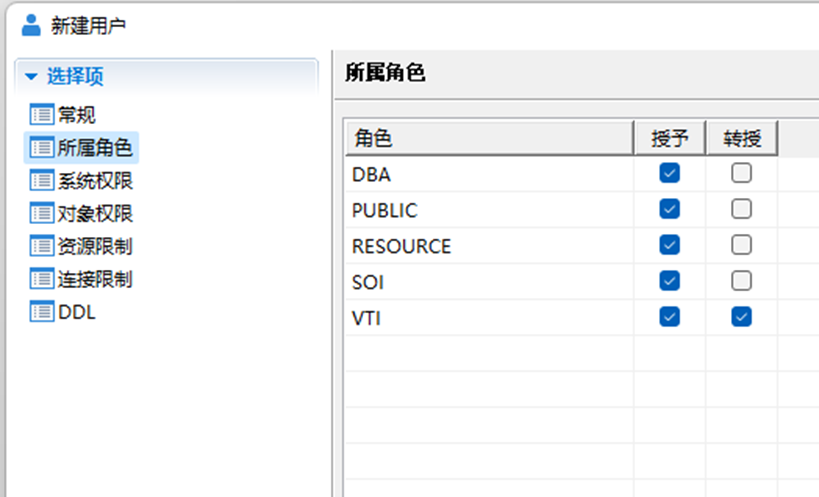 新建用户
选择项
常规
所属角色
系统权限
对象权限
资源限制
连接限制
DDL
所属角色
角色 授予 转授
DBA
PUBLIC
RESOURCE
SOI
VTI